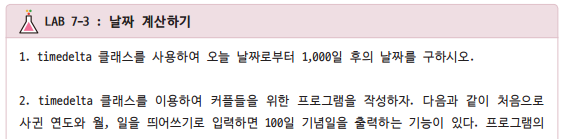 LAB 7-3 : 날짜 계산하기
1. timedelta 클래스를 사용하여 오늘 날짜로부터 1,000일 후의 날짜를 구하시오.
2. timedelta 클래스를 이용하여 커플들을 위한 프로그램을 작성하자. 다음과 같이 처음으로
사귄 연도와 월, 일을 띄어쓰기로 입력하면 100일 기념일을 출력하는 기능이 있다. 프로그램의